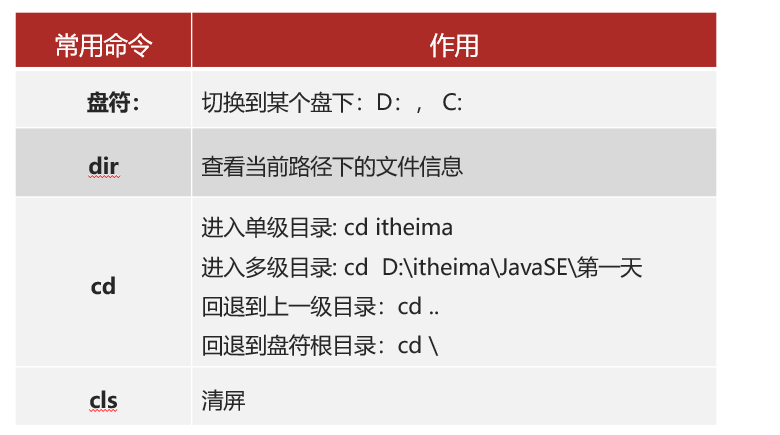 常用命令 作用
盘符： 切换到某个盘下：D：， C:
dir 查看当前路径下的文件信息
cd
进入单级目录: cd itheima
进入多级目录: cd  D:\itheima\JavaSE\第一天
回退到上一级目录：cd ..
回退到盘符根目录：cd \
cls 清屏